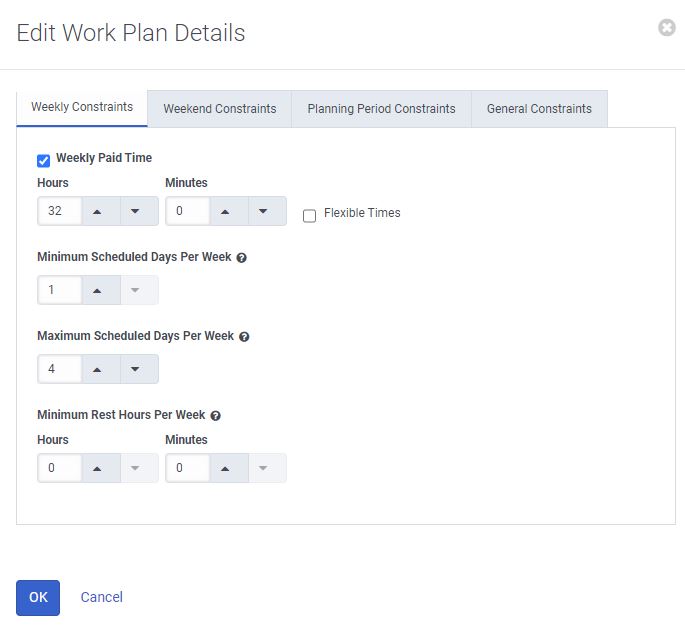 Edit Work Plan Details
Weekly Constraints
Weekend Constraints
Planning Period Constraints
General Constraints
Weekly Paid Time
Hours
Minutes
32
0
Flexible Times
Minimum Scheduled Days Per Week
1
Maximum Scheduled Days Per Week
4
Minimum Rest Hours Per Week
Hours
Minutes
0
0
OK
Cancel